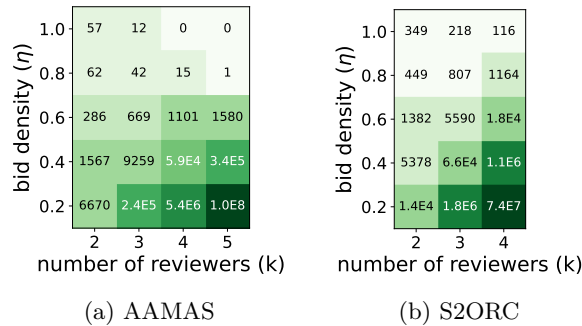 1.0 57 12 0 0
0.8 62 42 15 1
0.6 286 669 1101 1580
0.4 1567 9259 5.9E4 3.4E5
0.2 6670 2.4E5 5.4E6 1.0E8
2 3 4 5
bid density (η)
number of reviewers (k)
(a) AAMAS
1.0 349 218 116
0.8 449 807 1164
0.6 1382 5590 1.8E4
0.4 5378 6.6E4 1.1E6
0.2 1.4E4 1.8E6 7.4E7
2 3 4
bid density (η)
number of reviewers (k)
(b) S2ORC